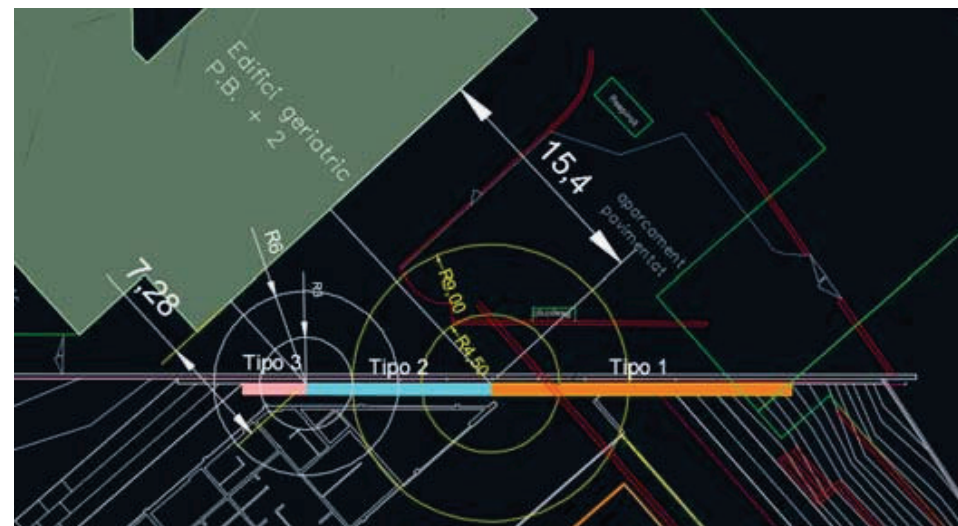 Edifici geriatric
P.B. + 2
15,4
aparcament
pavimentat
R6
R3
7,28
R9,00
R4,50
Tipo 3
Tipo 2
Tipo 1